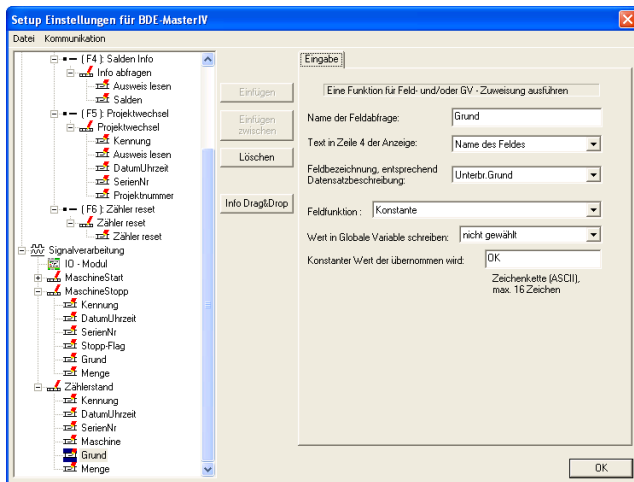 Setup Einstellungen für BDE-MasterIV
Datei Kommunikation
( F4 ): Salden Info
Info abfragen
Ausweis lesen
Salden
( F5 ): Projektwechsel
Projektwechsel
Kennung
Ausweis lesen
DatumUhrzeit
SerienNr
Projektnummer
( F6 ): Zähler reset
Zähler reset
Zähler reset
Signalverarbeitung
IO - Modul
MaschineStart
MaschineStopp
Kennung
DatumUhrzeit
SerienNr
Stopp-Flag
Grund
Menge
Zählerstand
Kennung
DatumUhrzeit
SerienNr
Maschine
Grund
Menge
Einfügen
Einfügen
zwischen
Löschen
Info Drag&Drop
Eingabe
Eine Funktion für Feld- und/oder GV - Zuweisung ausführen
Name der Feldabfrage: Grund
Text in Zeile 4 der Anzeige: Name des Feldes
Feldbezeichnung, entsprechend
Datensatzbeschreibung: Unterbr.Grund
Feldfunktion : Konstante
Wert in Globale Variable schreiben: nicht gewählt
Konstanter Wert der übernommen wird: OK
Zeichenkette (ASCII),
max. 16 Zeichen
OK